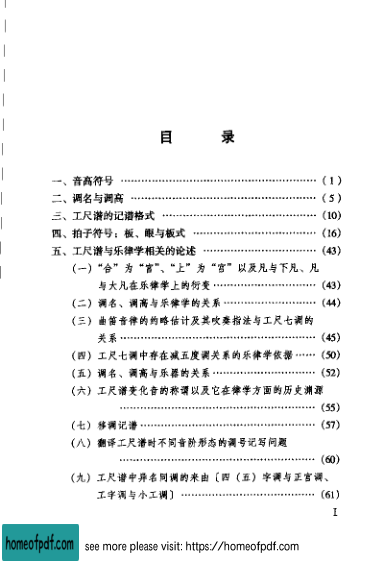 目 录
一、音高符号 ……………………………………………（1）
二、调名与调高 …………………………………………（5）
三、工尺谱的记谱格式 …………………………………（10）
四、拍子符号：板、眼与板式 …………………………（16）
五、工尺谱与乐律学相关的论述 ………………………（43）
（一）“合”为“宫”、“上”为“宫”以及凡与下凡、凡
与大凡在乐律学上的衍变 ……………………（43）
（二）调名、调高与乐律学的关系 …………………（44）
（三）曲笛音律的约略估计及其吹奏指法与工尺七调的
关系 ……………………………………………（45）
（四）工尺七调中存在减五度调关系的乐律学依据 ……（50）
（五）调名、调高与乐器的关系 ……………………（52）
（六）工尺谱变化音的称谓以及它在律学方面的历史渊源
……………………………………………（55）
（七）移调记谱 ………………………………………（57）
（八）翻译工尺谱时不同音阶形态的调号记写问题
……………………………………………（60）
（九）工尺谱中异名同调的来由〔四（五）字调与正宫调、
工字调与小工调〕 ……………………………（61）
I
homeofpdf.com
see more please visit: https://homeofpdf.com